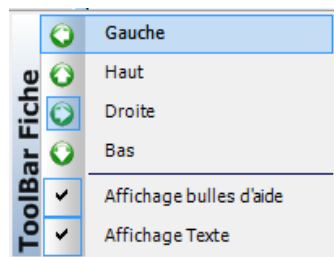 ToolBar Fiche
Gauche
Haut
Droite
Bas
Affichage bulles d'aide
Affichage Texte